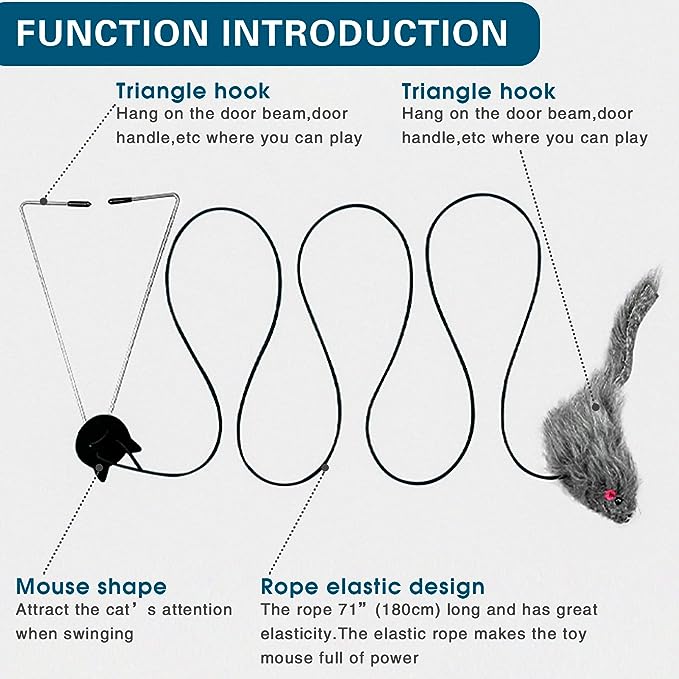 FUNCTION INTRODUCTION
Triangle hook
Hang on the door beam,door
handle,etc where you can play
Triangle hook
Hang on the door beam,door
handle,etc where you can play
Mouse shape
Attract the cat’s attention
when swinging
Rope elastic design
The rope 71” (180cm) long and has great
elasticity.The elastic rope makes the toy
mouse full of power